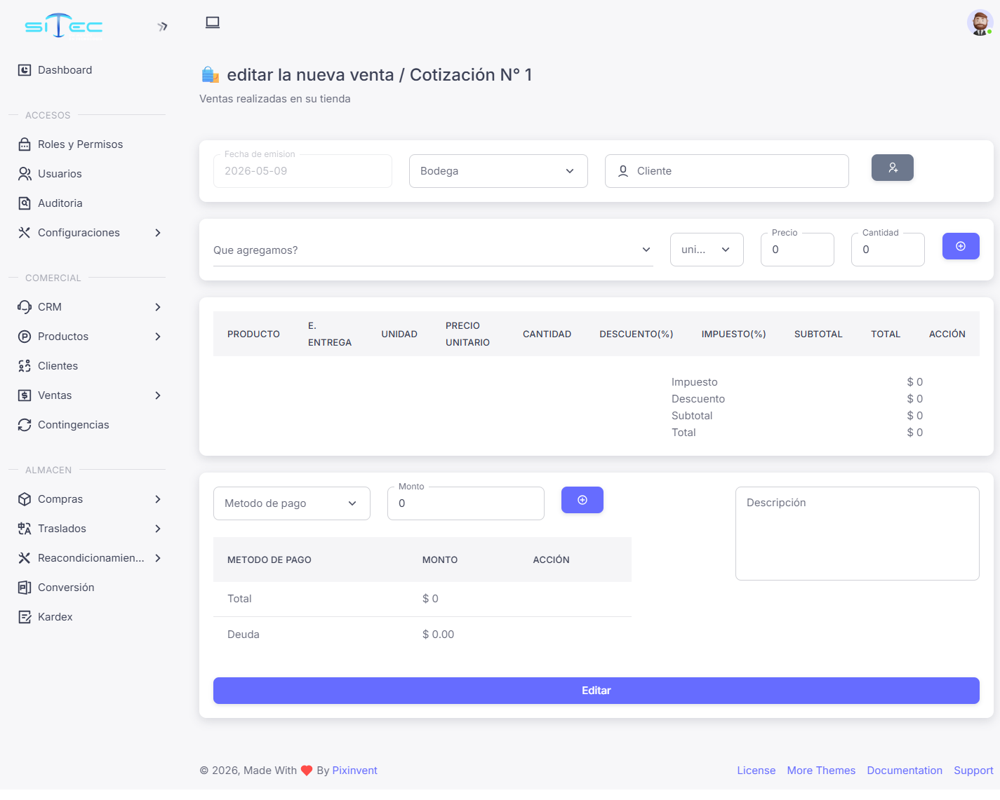 SITEC
Dashboard
ACCESOS
Roles y Permisos
Usuarios
Auditoria
Configuraciones
COMERCIAL
CRM
Productos
Clientes
Ventas
Contingencias
ALMACEN
Compras
Traslados
Reacondicionamien...
Conversión
Kardex
editar la nueva venta / Cotización N° 1
Ventas realizadas en su tienda
Fecha de emision
2026-05-09
Bodega
Cliente
Que agregamos?
uni...
Precio
0
Cantidad
0
PRODUCTO E. ENTREGA UNIDAD PRECIO UNITARIO CANTIDAD DESCUENTO(%) IMPUESTO(%) SUBTOTAL TOTAL ACCIÓN
Impuesto $ 0
Descuento $ 0
Subtotal $ 0
Total $ 0
Metodo de pago
Monto
0
Descripción
METODO DE PAGO MONTO ACCIÓN
Total $ 0
Deuda $ 0.00
Editar
© 2026, Made With By Pixinvent
License More Themes Documentation Support